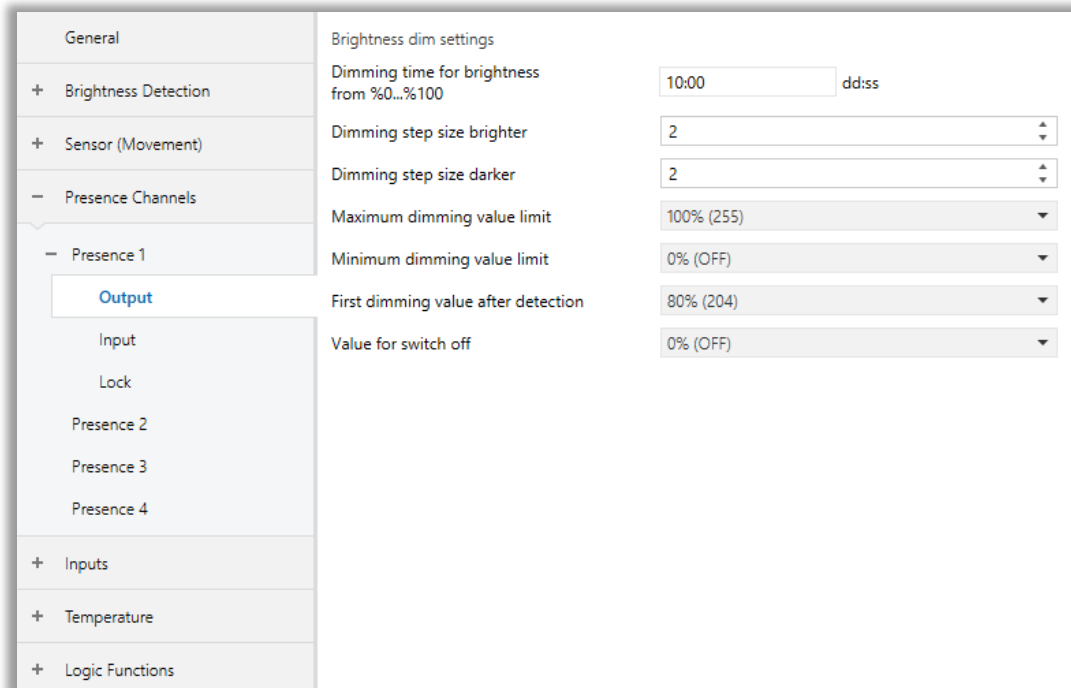 General
Brightness Detection
Sensor (Movement)
Presence Channels
Presence 1
Output
Input
Lock
Presence 2
Presence 3
Presence 4
Inputs
Temperature
Logic Functions
Brightness dim settings
Dimming time for brightness
from %0...%100
10:00 dd:ss
Dimming step size brighter
2
Dimming step size darker
2
Maximum dimming value limit
100% (255)
Minimum dimming value limit
0% (OFF)
First dimming value after detection
80% (204)
Value for switch off
0% (OFF)